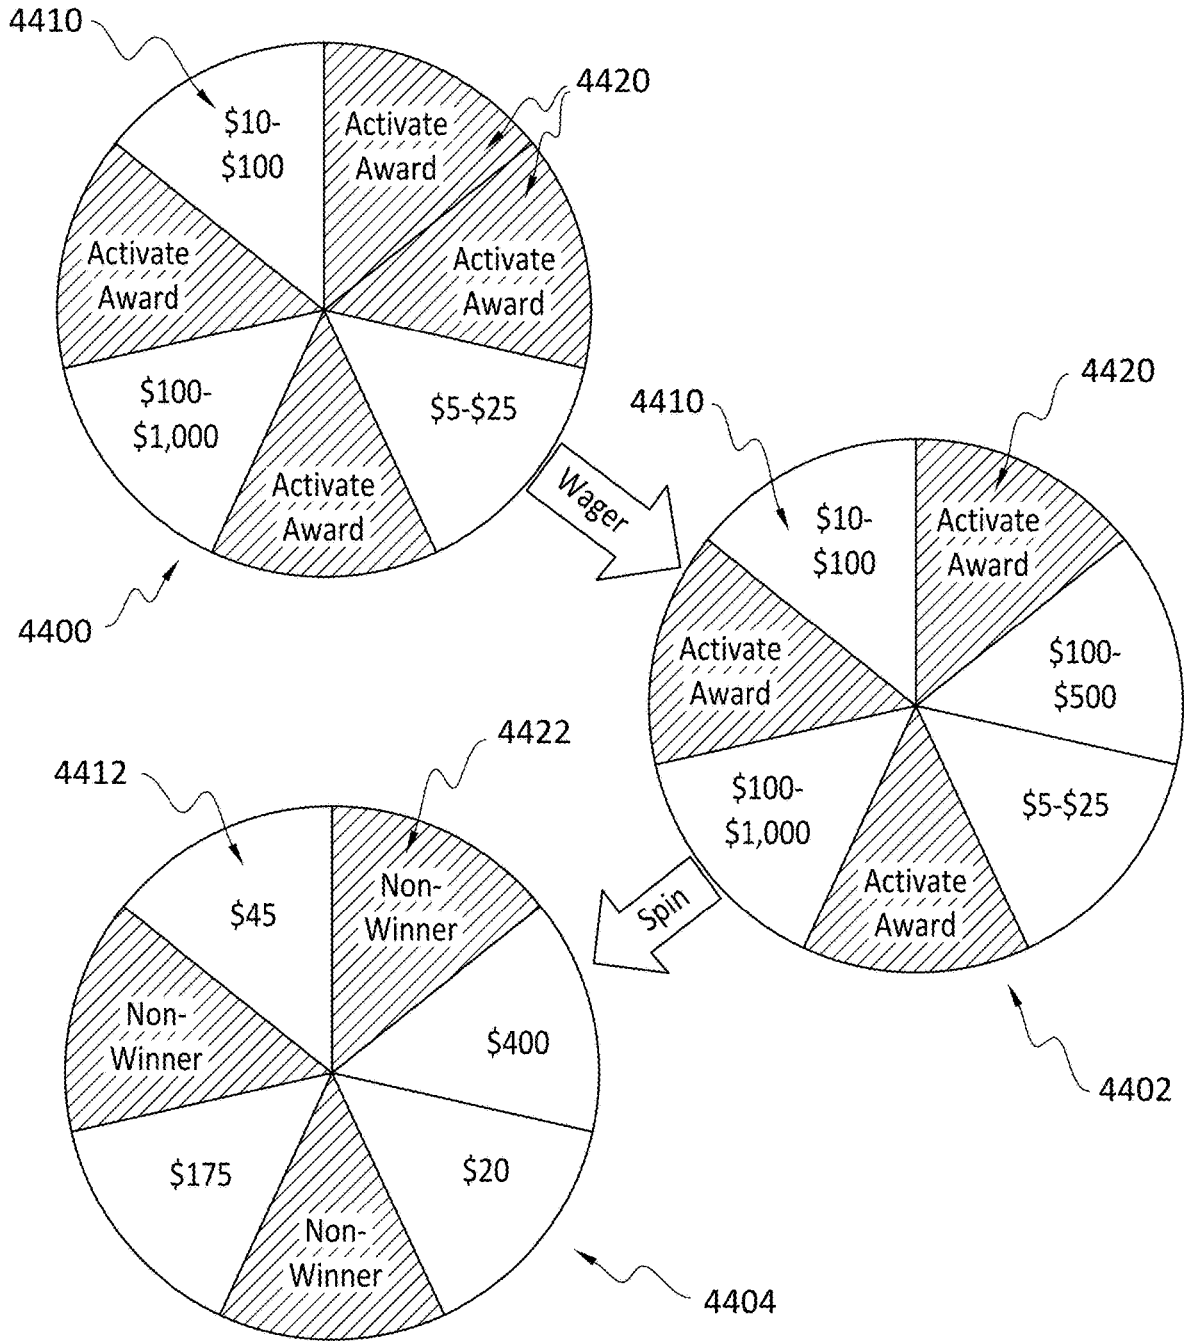 4410
4420
$10-
$100
Activate
Award
Activate
Award
Activate
Award
$100-
$1,000
$5-$25
Activate
Award
4400
Wager
4410
4420
$10-
$100
Activate
Award
Activate
Award
$100-
$500
$100-
$1,000
$5-$25
Activate
Award
4402
Spin
4412
4422
$45
Non-
Winner
Non-
Winner
$400
$175
$20
Non-
Winner
4404